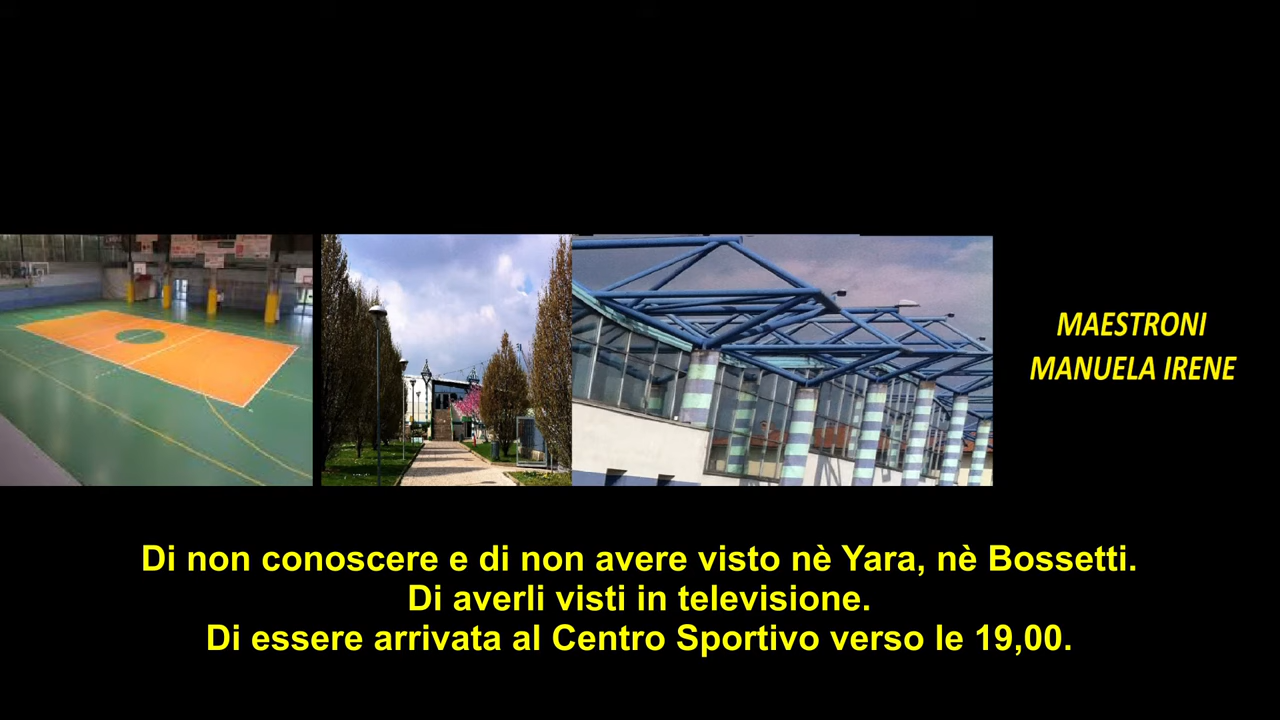 MAESTRONI
MANUELA IRENE
Di non conoscere e di non avere visto nè Yara, nè Bossetti.
Di averli visti in televisione.
Di essere arrivata al Centro Sportivo verso le 19,00.